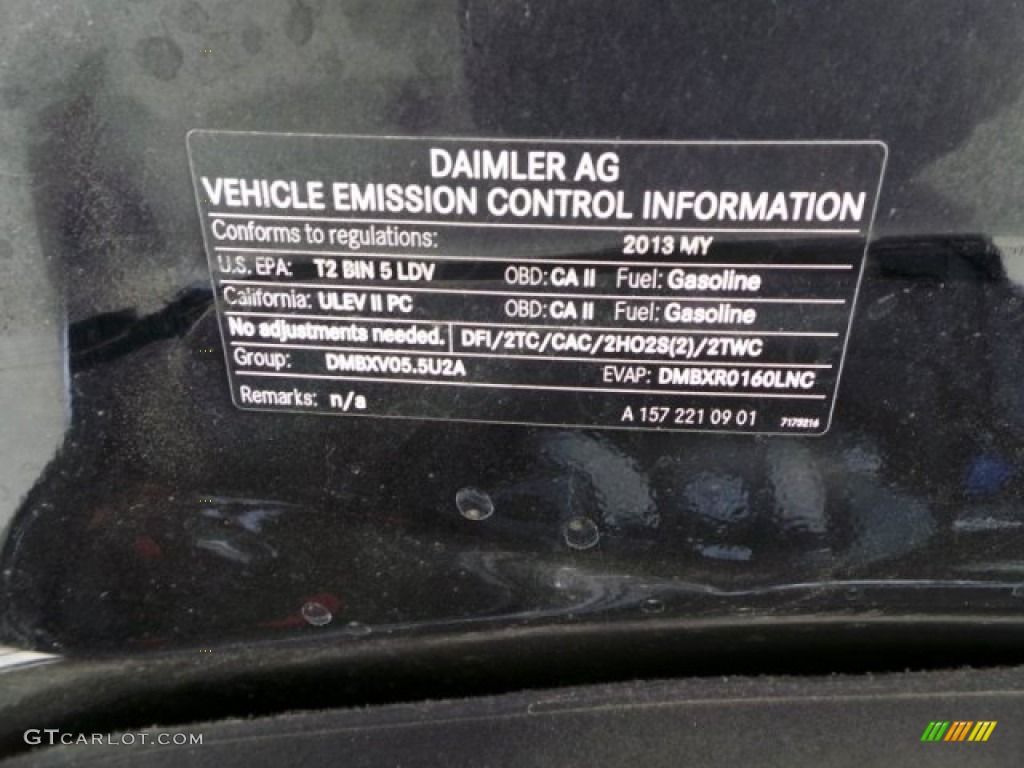 DAIMLER AG
VEHICLE EMISSION CONTROL INFORMATION
Conforms to regulations: 2013 MY
U.S. EPA: T2 BIN 5 LDV OBD: CA II Fuel: Gasoline
California: ULEV II PC OBD: CA II Fuel: Gasoline
No adjustments needed. DFI/2TC/CAC/2HO2S(2)/2TWC
Group: DMBXV05.5U2A EVAP: DMBXR0160LNC
Remarks: n/a A 157 221 09 01
GTCARLOT.COM